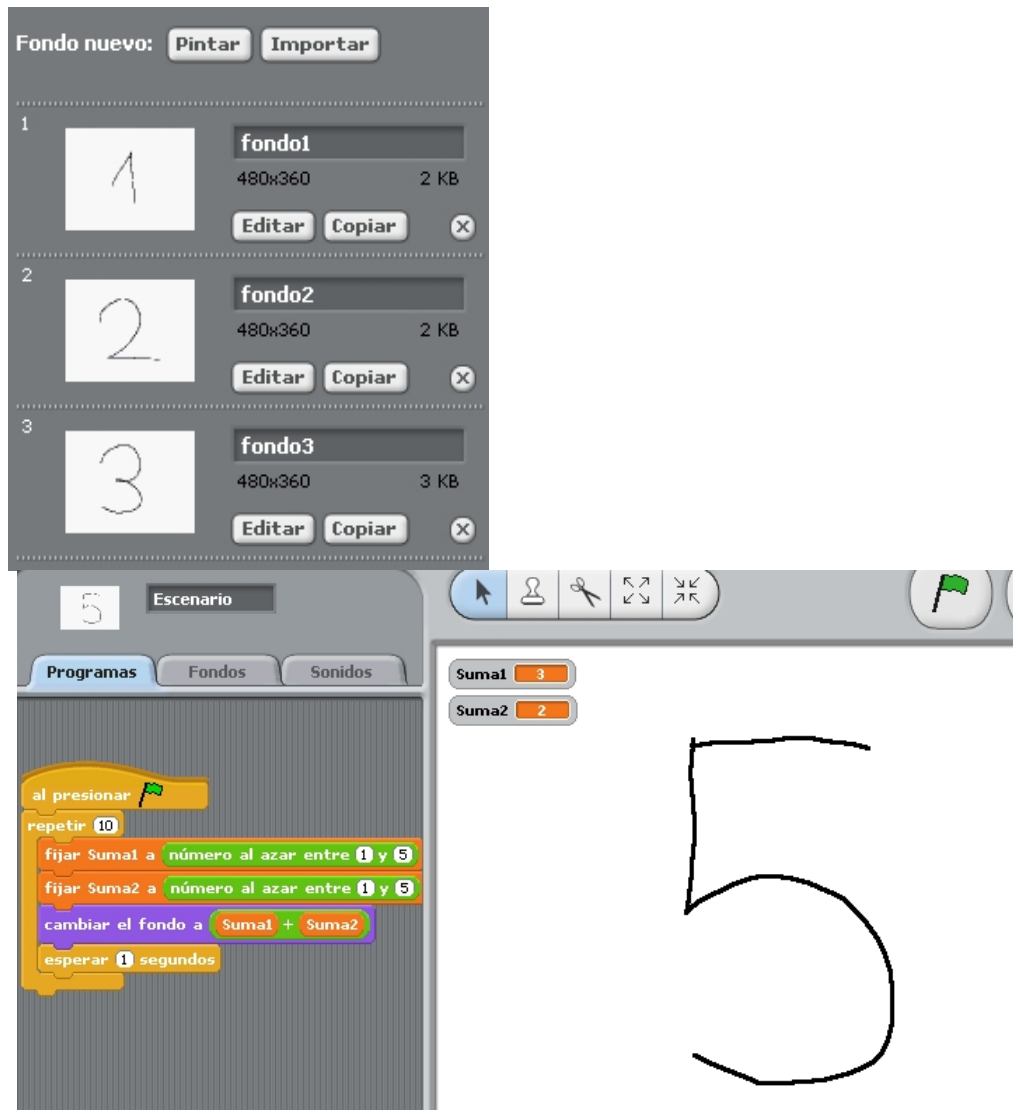 Fondo nuevo: Pintar Importar
1
1
fondo1
480x360 2 KB
Editar Copiar
2
2
fondo2
480x360 2 KB
Editar Copiar
3
3
fondo3
480x360 3 KB
Editar Copiar
5 Escenario
Programas Fondos Sonidos
al presionar
repetir 10
fijar Suma1 a número al azar entre 1 y 5
fijar Suma2 a número al azar entre 1 y 5
cambiar el fondo a Suma1 + Suma2
esperar 1 segundos
Suma1 3
Suma2 2
5